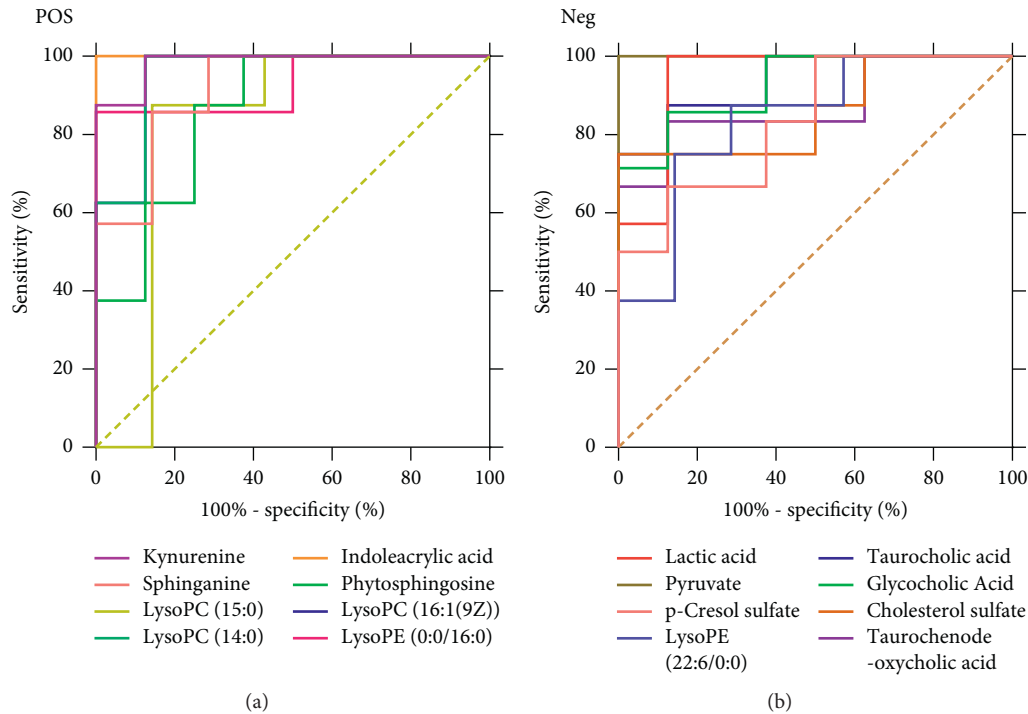 POS
100
80
60
40
20
0
Sensitivity (%)
0 20 40 60 80 100
100% - specificity (%)
Kynurenine
Sphinganine
LysoPC (15:0)
LysoPC (14:0)
Indoleacrylic acid
Phytosphingosine
LysoPC (16:1(9Z))
LysoPE (0:0/16:0)
(a)
Neg
100
80
60
40
20
0
Sensitivity (%)
0 20 40 60 80 100
100% - specificity (%)
Lactic acid
Pyruvate
p-Cresol sulfate
LysoPE
(22:6/0:0)
Taurocholic acid
Glycocholic Acid
Cholesterol sulfate
Taurochenode
-oxycholic acid
(b)